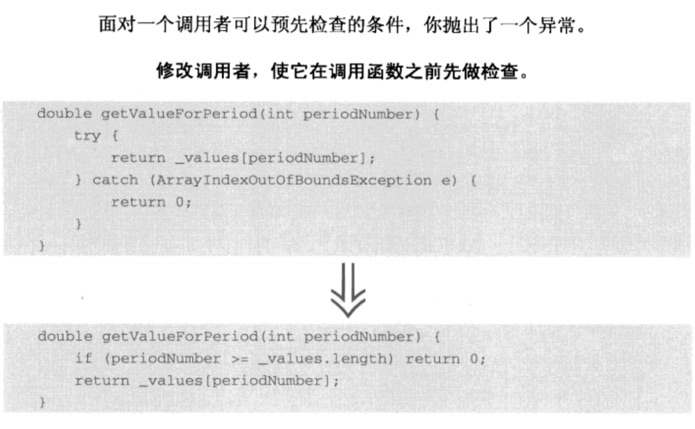 面对一个调用者可以预先检查的条件，你抛出了一个异常。
修改调用者，使它在调用函数之前先做检查。
double getValueForPeriod(int periodNumber) {
    try {
        return _values[periodNumber];
    } catch (ArrayIndexOutOfBoundsException e) {
        return 0;
    }
}
double getValueForPeriod(int periodNumber) {
    if (periodNumber >= _values.length) return 0;
    return _values[periodNumber];
}